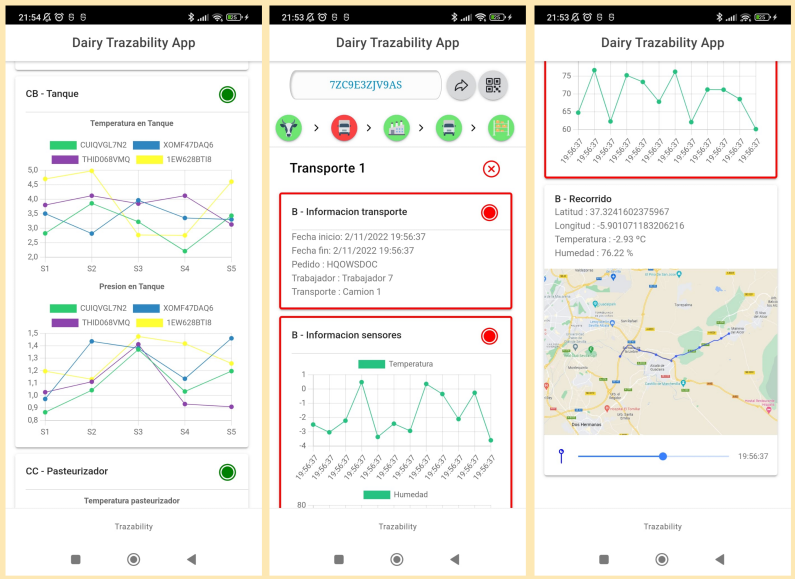 21:54
825
Dairy Trazability App
CB - Tanque
Temperatura en Tanque
CUIQVGL7N2
XOMF47DAQ6
THID068VMQ
1EW628BTI8
5,0
4,5
4,0
3,5
3,0
2,5
2,0
S1
S2
S3
S4
S5
Presion en Tanque
CUIQVGL7N2
XOMF47DAQ6
THID068VMQ
1EW628BTI8
1,5
1,4
1,3
1,2
1,1
1,0
0,9
0,8
S1
S2
S3
S4
S5
CC - Pasteurizador
Temperatura pasteurizador
Trazability
21:53
Dairy Trazability App
7ZC9E3ZJV9AS
Transporte 1
B - Informacion transporte
Fecha inicio: 2/11/2022 19:56:37
Fecha fin: 2/11/2022 19:56:37
Pedido : HQOWSDOC
Trabajador : Trabajador 7
Transporte : Camion 1
B - Informacion sensores
Temperatura
1
0
-1
-2
-3
-4
19:56:37
19:56:37
19:56:37
19:56:37
19:56:37
19:56:37
19:56:37
19:56:37
19:56:37
19:56:37
19:56:37
19:56:37
Humedad
80
Trazability
21:53
Dairy Trazability App
75
70
65
60
19:56:37
19:56:37
19:56:37
19:56:37
19:56:37
19:56:37
19:56:37
19:56:37
19:56:37
19:56:37
19:56:37
19:56:37
B - Recorrido
Latitud : 37.3241602375967
Longitud : -5.901071183206216
Temperatura : -2.93 ºC
Humedad : 76.22 %
Torrepalma
Dos Hermanas
19:56:37
Trazability